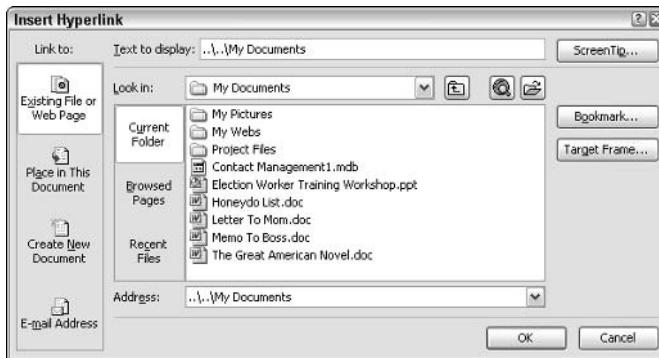 Insert Hyperlink
Link to:
Text to display: ..\..\My Documents
ScreenTip...
Existing File or
Web Page
Look in: My Documents
Current
Folder
My Pictures
My Webs
Project Files
Contact Management1.mdb
Election Worker Training Workshop.ppt
Honeydo List.doc
Letter To Mom.doc
Memo To Boss.doc
The Great American Novel.doc
Bookmark...
Target Frame...
Place in This
Document
Browsed
Pages
Create New
Document
Recent
Files
E-mail Address
Address: ..\..\My Documents
OK
Cancel